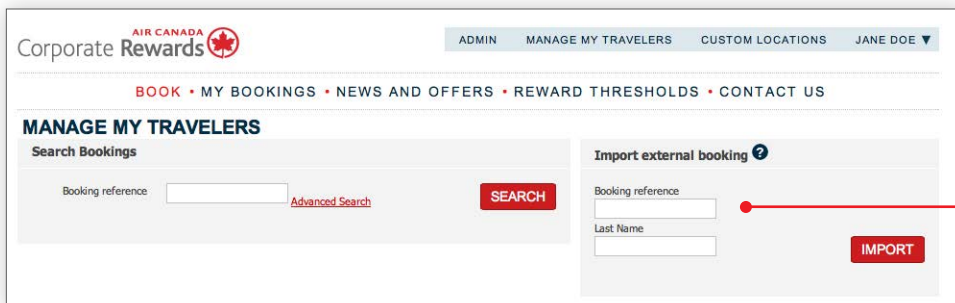 AIR CANADA
Corporate Rewards
ADMIN MANAGE MY TRAVELERS CUSTOM LOCATIONS JANE DOE ▼
BOOK • MY BOOKINGS • NEWS AND OFFERS • REWARD THRESHOLDS • CONTACT US
MANAGE MY TRAVELERS
Search Bookings
Booking reference
Advanced Search
SEARCH
Import external booking ?
Booking reference
Last Name
IMPORT